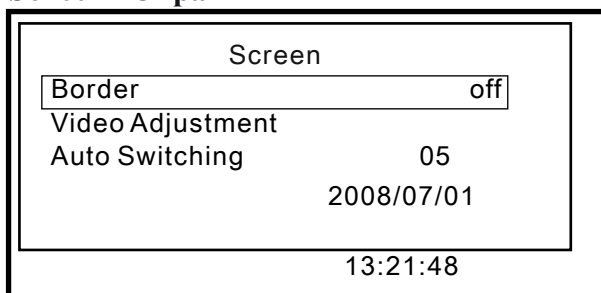 Screen
Border off
Video Adjustment
Auto Switching 05
2008/07/01
13:21:48